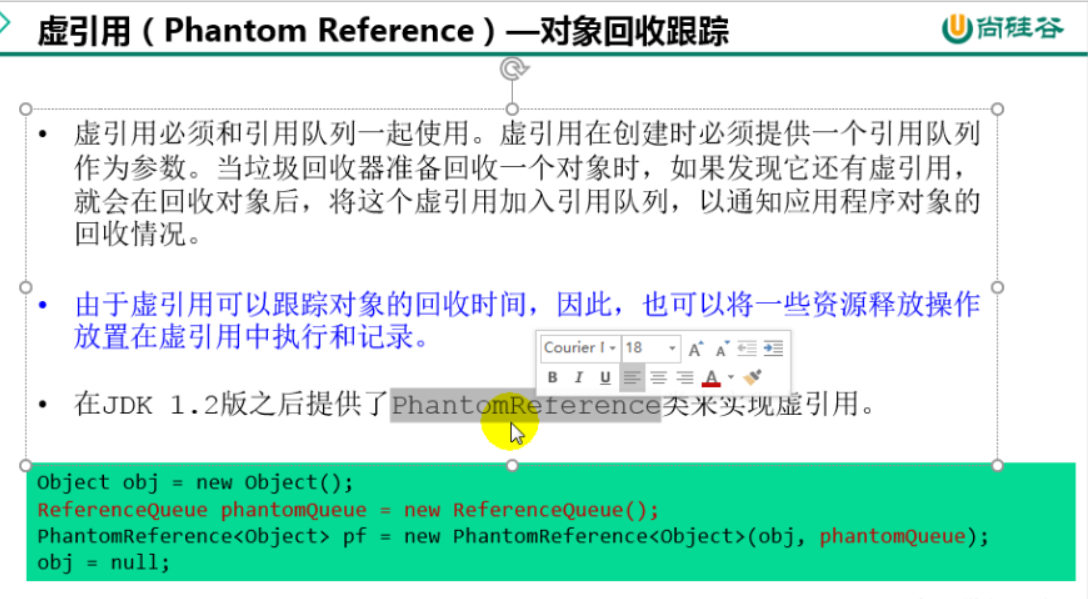 虚引用（Phantom Reference）—对象回收跟踪
尚硅谷
• 虚引用必须和引用队列一起使用。虚引用在创建时必须提供一个引用队列
作为参数。当垃圾回收器准备回收一个对象时，如果发现它还有虚引用，
就会在回收对象后，将这个虚引用加入引用队列，以通知应用程序对象的
回收情况。
• 由于虚引用可以跟踪对象的回收时间，因此，也可以将一些资源释放操作
放置在虚引用中执行和记录。
Courier 18 A A
B I U A
• 在JDK 1.2版之后提供了PhantomReference类来实现虚引用。
Object obj = new Object();
ReferenceQueue phantomQueue = new ReferenceQueue();
PhantomReference<Object> pf = new PhantomReference<Object>(obj, phantomQueue);
obj = null;